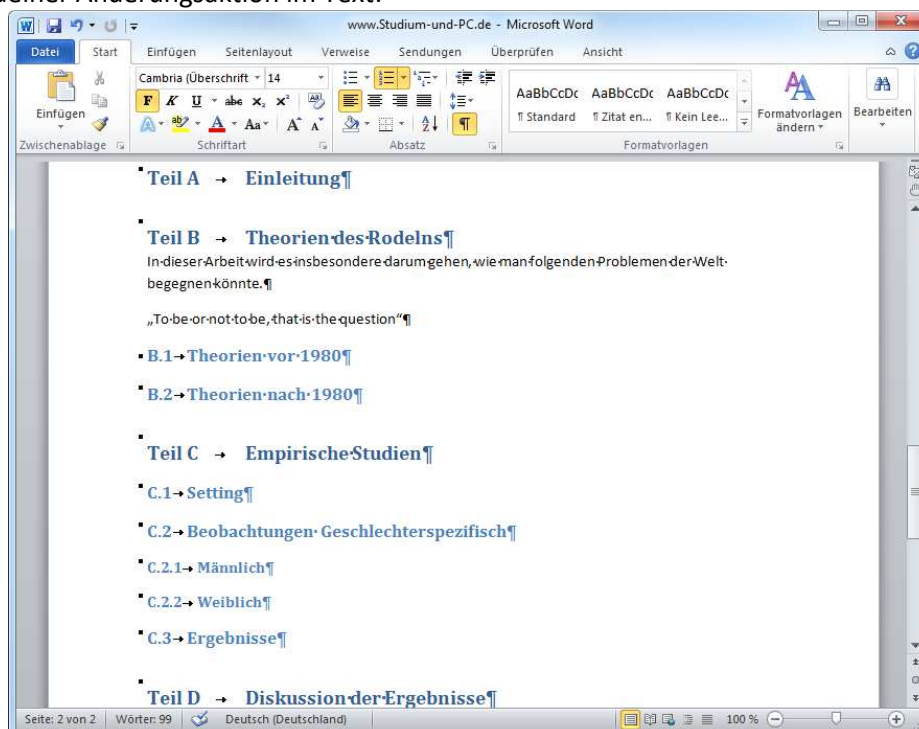 deiner Änderungsaktion im Text.
www.Studium-und-PC.de - Microsoft Word
Datei Start Einfügen Seitenlayout Verweise Sendungen Überprüfen Ansicht
Cambria (Überschrift 14
AaBbCcDc AaBbCcDc AaBbCcDc
Einfügen
F K U abe x₂ x²
¶ Standard ¶ Zitat en... ¶ Kein Lee...
Formatvorlagen ändern
Bearbeiten
Zwischenablage Schriftart Absatz Formatvorlagen
Teil A → Einleitung¶
Teil B → Theorien·des·Rodelns¶
In·dieser·Arbeit·wird·es·insbesondere·darum·gehen,·wie·man·folgenden·Problemen·der·Welt·
begegnen·könnte.¶
„To·be·or·not·to·be,·that·is·the·question“¶
B.1→Theorien·vor·1980¶
B.2→Theorien·nach·1980¶
Teil C → Empirische·Studien¶
C.1→Setting¶
C.2→Beobachtungen·Geschlechterspezifisch¶
C.2.1→Männlich¶
C.2.2→Weiblich¶
C.3→Ergebnisse¶
Teil D → Diskussion·der·Ergebnisse¶
Seite: 2 von 2 Wörter: 99 Deutsch (Deutschland) 100 %